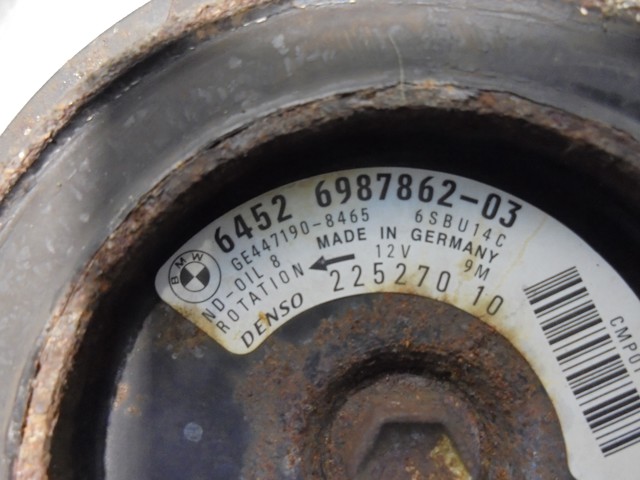 BMW
6452 6987862-03
GE447190-8465 6SBU14C
MADE IN GERMANY
ND-OIL 8 12V 9M
ROTATION
225270 10
DENSO